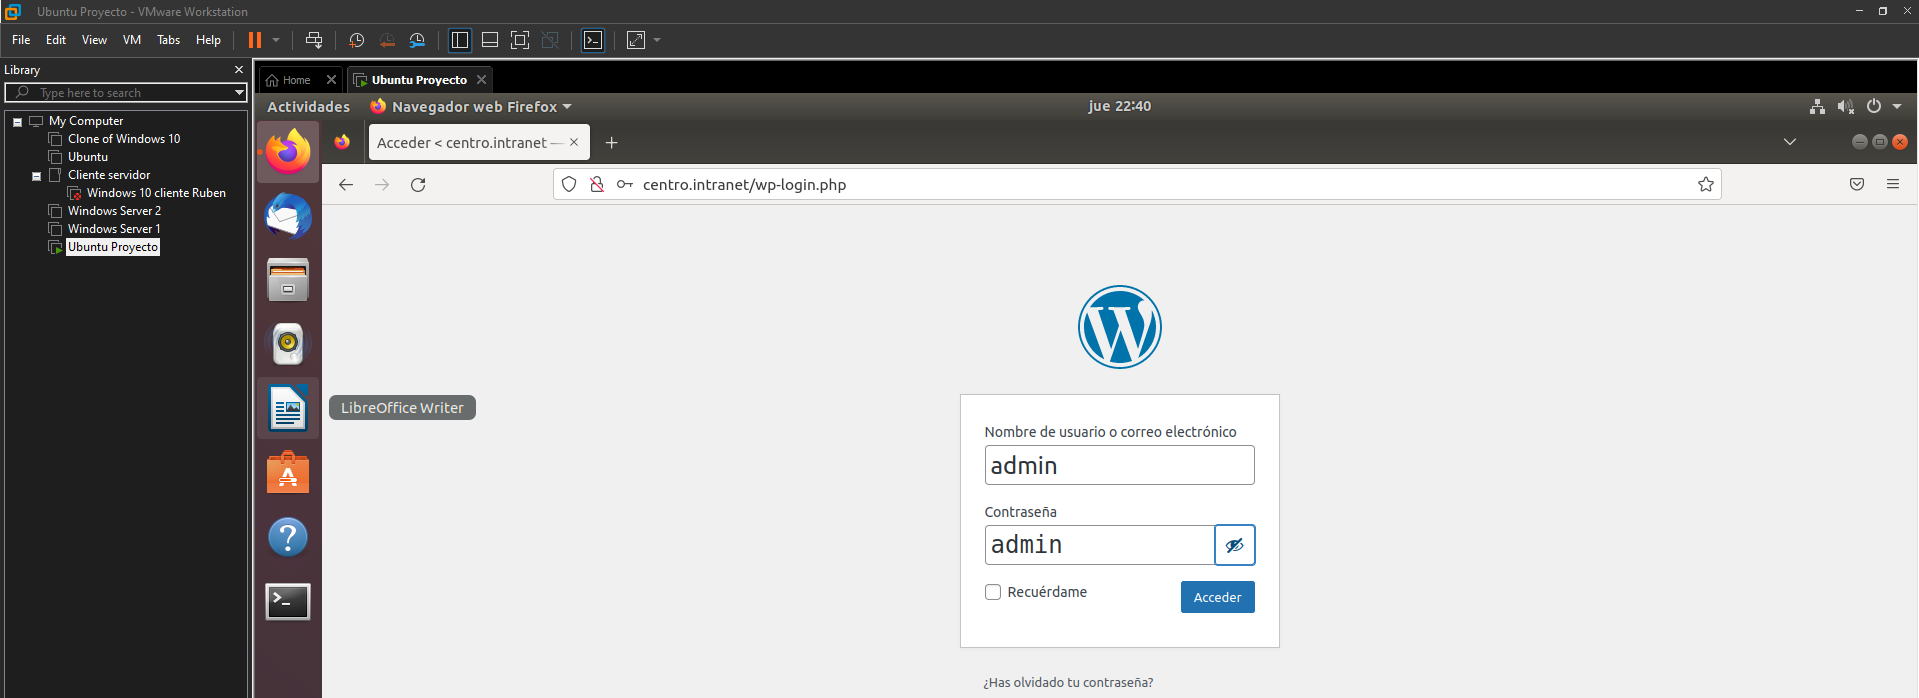 Ubuntu Proyecto - VMware Workstation
File Edit View VM Tabs Help
Library
Type here to search
My Computer
Clone of Windows 10
Ubuntu
Cliente servidor
Windows 10 cliente Ruben
Windows Server 2
Windows Server 1
Ubuntu Proyecto
Home
Ubuntu Proyecto
Actividades
Navegador web Firefox
jue 22:40
Acceder < centro.intranet —
centro.intranet/wp-login.php
LibreOffice Writer
Nombre de usuario o correo electrónico
admin
Contraseña
admin
Recuérdame
Acceder
¿Has olvidado tu contraseña?